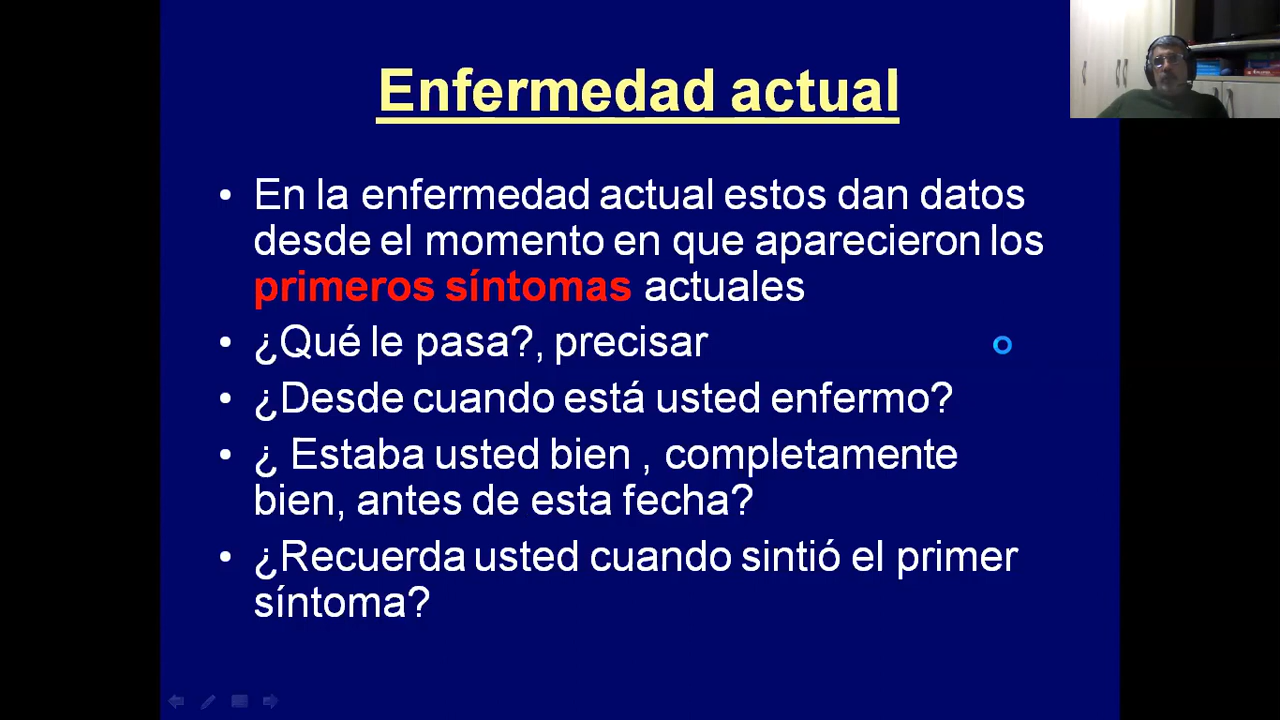 Enfermedad actual
• En la enfermedad actual estos dan datos
desde el momento en que aparecieron los
primeros síntomas actuales
• ¿Qué le pasa?, precisar
• ¿Desde cuando está usted enfermo?
• ¿ Estaba usted bien , completamente
bien, antes de esta fecha?
• ¿Recuerda usted cuando sintió el primer
síntoma?